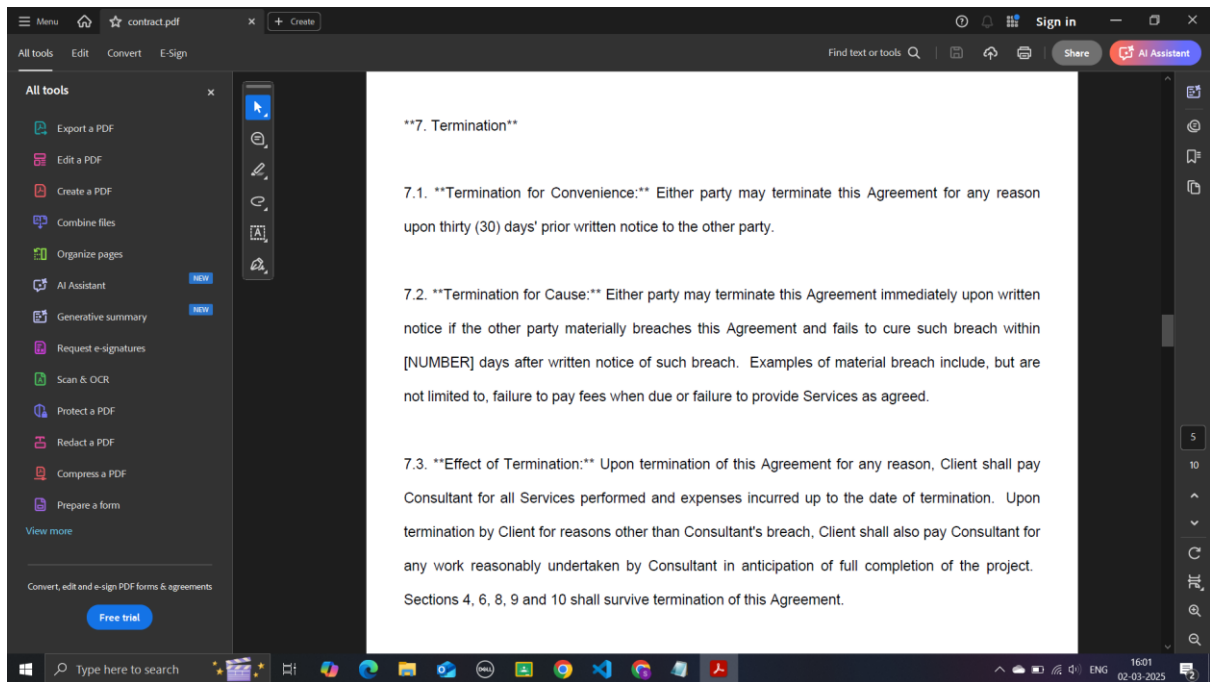 Menu
contract.pdf
× + Create
Sign in
All tools Edit Convert E-Sign
Find text or tools
Share
AI Assistant
All tools
×
Export a PDF
Edit a PDF
Create a PDF
Combine files
Organize pages
AI Assistant NEW
Generative summary NEW
Request e-signatures
Scan & OCR
Protect a PDF
Redact a PDF
Compress a PDF
Prepare a form
View more
Convert, edit and e-sign PDF forms & agreements
Free trial
**7. Termination**
7.1. **Termination for Convenience:** Either party may terminate this Agreement for any reason
upon thirty (30) days' prior written notice to the other party.
7.2. **Termination for Cause:** Either party may terminate this Agreement immediately upon written
notice if the other party materially breaches this Agreement and fails to cure such breach within
[NUMBER] days after written notice of such breach. Examples of material breach include, but are
not limited to, failure to pay fees when due or failure to provide Services as agreed.
7.3. **Effect of Termination:** Upon termination of this Agreement for any reason, Client shall pay
Consultant for all Services performed and expenses incurred up to the date of termination. Upon
termination by Client for reasons other than Consultant's breach, Client shall also pay Consultant for
any work reasonably undertaken by Consultant in anticipation of full completion of the project.
Sections 4, 6, 8, 9 and 10 shall survive termination of this Agreement.
5
10
Type here to search
DELL
ENG
16:01
02-03-2025
2